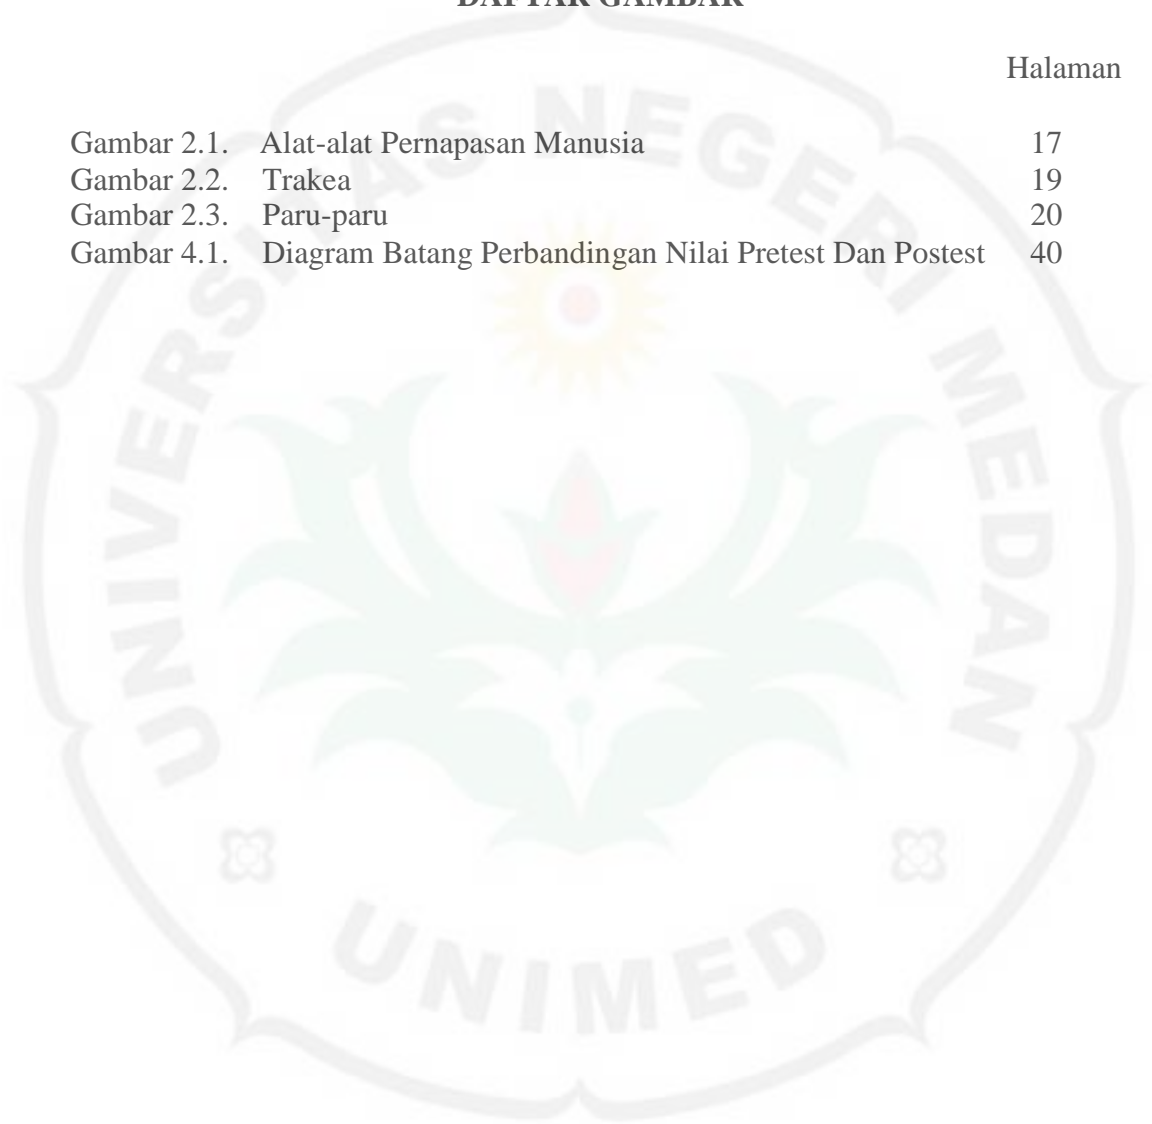 DAFTAR GAMBAR
Halaman
Gambar 2.1. Alat-alat Pernapasan Manusia 17
Gambar 2.2. Trakea 19
Gambar 2.3. Paru-paru 20
Gambar 4.1. Diagram Batang Perbandingan Nilai Pretest Dan Postest 40
UNIVERSITAS NEGERI MEDAN
UNIMED